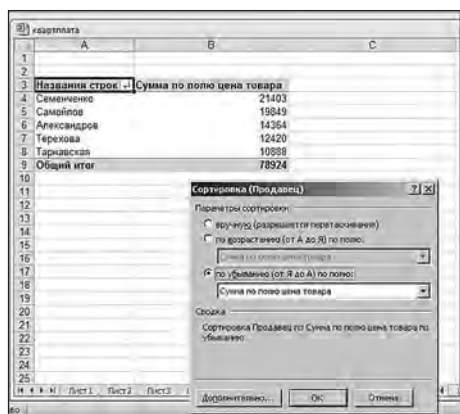 квартплата
A B C
1
2
3 Названия строк Сумма по полю цена товара
4 Семенченко 21403
5 Самойлов 19849
6 Александров 14364
7 Терехова 12420
8 Тарнавская 10888
9 Общий итог 78924
10
11
12
13
14
15
16
17
18
19
20
21
22
23
24
25
Сортировка (Продавец)
Параметры сортировки
вручную (разрешается перетаскивание)
по возрастанию (от А до Я) по полю:
Сумма по полю цена товара
по убыванию (от Я до А) по полю:
Сумма по полю цена товара
Сводка
Сортировка Продавец по Сумма по полю цена товара по
убыванию
Дополнительно... ОК Отмена
Лист1 Лист2 Лист3